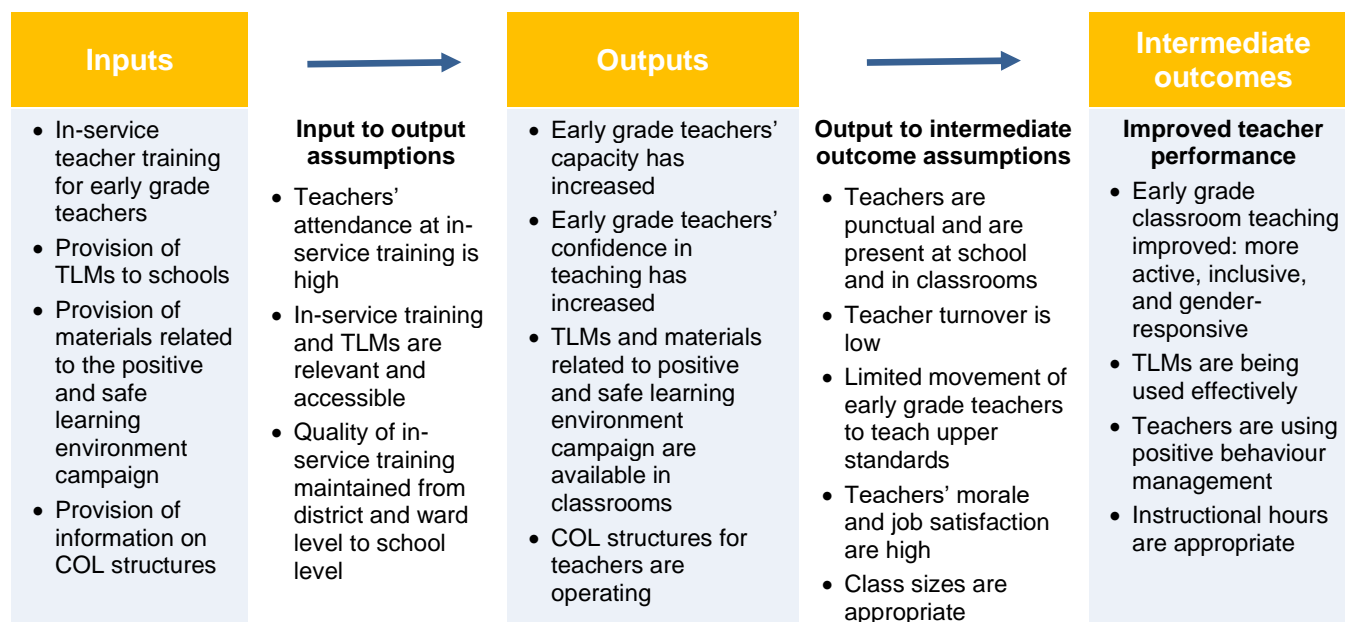 Inputs
Outputs
Intermediate
outcomes
• In-service
teacher training
for early grade
teachers
• Provision of
TLMs to schools
• Provision of
materials related
to the positive
and safe
learning
environment
campaign
• Provision of
information on
COL structures
Input to output
assumptions
• Teachers’
attendance at in-
service training is
high
• In-service training
and TLMs are
relevant and
accessible
• Quality of in-
service training
maintained from
district and ward
level to school
level
• Early grade teachers’
capacity has
increased
• Early grade teachers’
confidence in
teaching has
increased
• TLMs and materials
related to positive
and safe learning
environment
campaign are
available in
classrooms
• COL structures for
teachers are
operating
Output to intermediate
outcome assumptions
• Teachers are
punctual and are
present at school
and in classrooms
• Teacher turnover is
low
• Limited movement of
early grade teachers
to teach upper
standards
• Teachers’ morale
and job satisfaction
are high
• Class sizes are
appropriate
Improved teacher
performance
• Early grade
classroom teaching
improved: more
active, inclusive,
and gender-
responsive
• TLMs are being
used effectively
• Teachers are using
positive behaviour
management
• Instructional hours
are appropriate